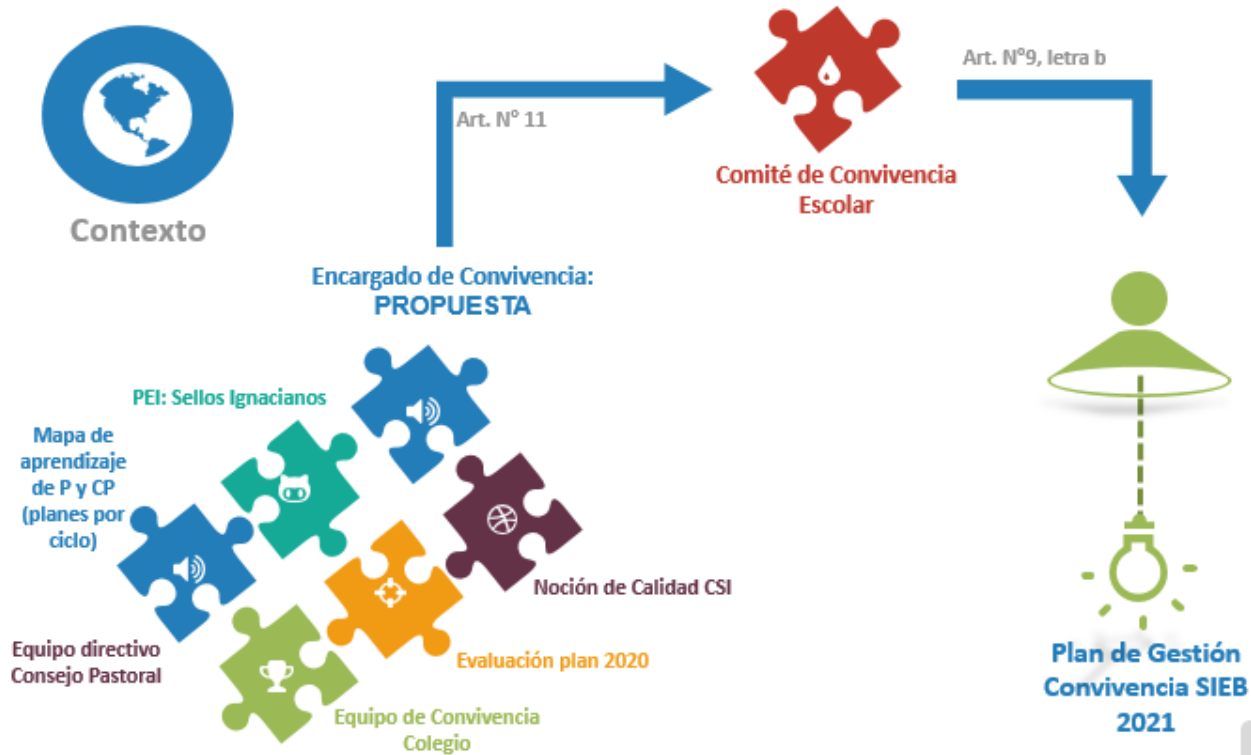 Contexto
Art. N° 11
Comité de Convivencia
Escolar
Art. N°9, letra b
Encargado de Convivencia:
PROPUESTA
PEI: Sellos Ignacianos
Mapa de
aprendizaje
de P y CP
(planes por
ciclo)
Noción de Calidad CSI
Equipo directivo
Consejo Pastoral
Evaluación plan 2020
Equipo de Convivencia
Colegio
Plan de Gestión
Convivencia SIEB
2021